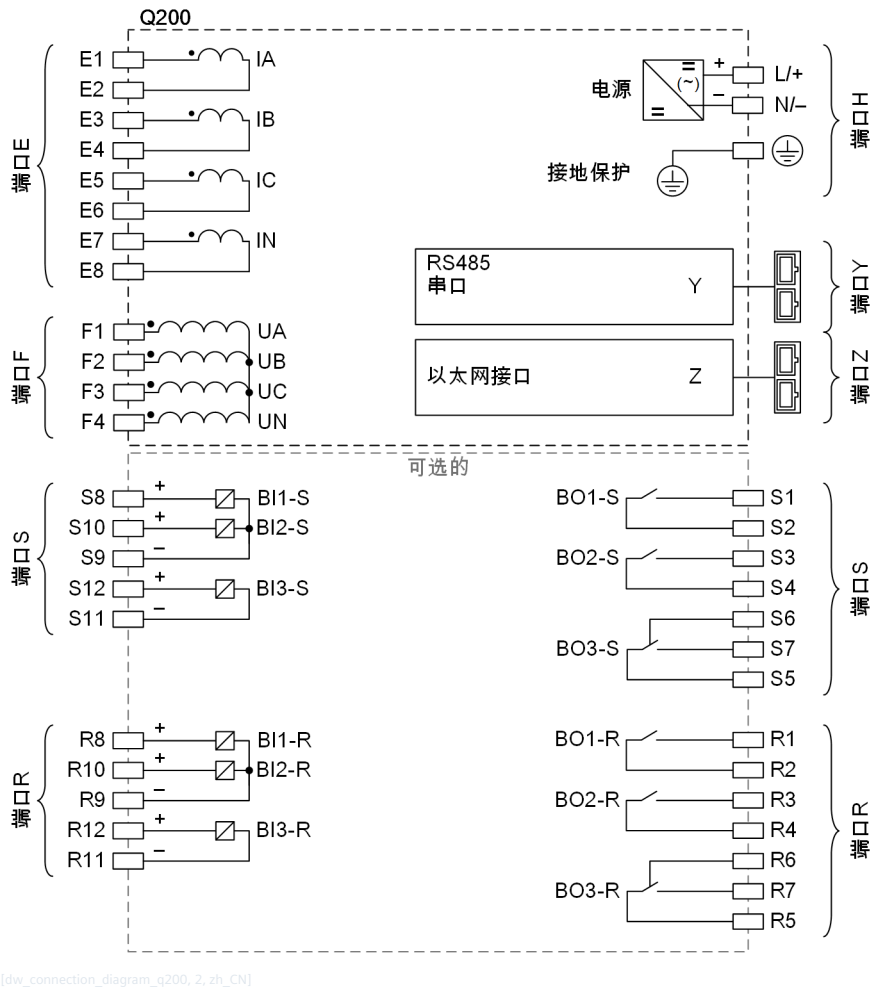 Q200
端口E
E1
IA
E2
E3
IB
E4
E5
IC
E6
E7
IN
E8
端口F
F1
UA
F2
UB
F3
UC
F4
UN
电源
=
(~)
=
+
L/+
–
N/–
接地保护
端口H
RS485
串口
Y
端口Y
以太网接口
Z
端口Z
可选的
端口S
S8
+
BI1-S
S10
+
BI2-S
S9
–
S12
+
BI3-S
S11
–
BO1-S
S1
S2
BO2-S
S3
S4
S6
BO3-S
S7
S5
端口S
端口R
R8
+
BI1-R
R10
+
BI2-R
R9
–
R12
+
BI3-R
R11
–
BO1-R
R1
R2
BO2-R
R3
R4
R6
BO3-R
R7
R5
端口R
[dw_connection_diagram_q200, 2, zh_CN]